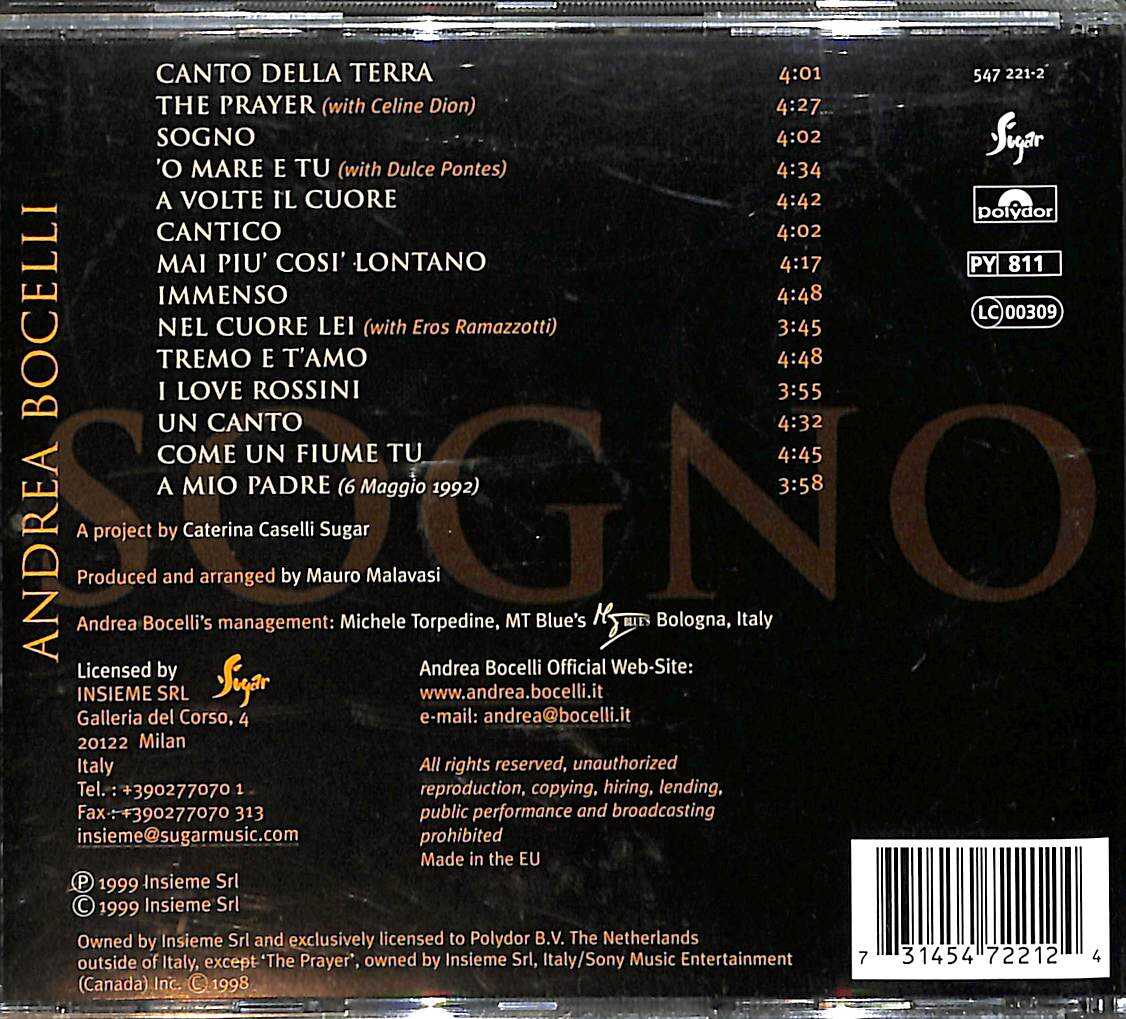 CANTO DELLA TERRA 4:01
THE PRAYER (with Celine Dion) 4:27
SOGNO 4:02
'O MARE E TU (with Dulce Pontes) 4:34
A VOLTE IL CUORE 4:42
CANTICO 4:02
MAI PIU' COSI' LONTANO 4:17
IMMENSO 4:48
NEL CUORE LEI (with Eros Ramazzotti) 3:45
TREMO E T'AMO 4:48
I LOVE ROSSINI 3:55
UN CANTO 4:32
COME UN FIUME TU 4:45
A MIO PADRE (6 Maggio 1992) 3:58
547 221-2
Sugar
polydor
PY 811
LC 00309
ANDREA BOCELLI
SOGNO
A project by Caterina Caselli Sugar
Produced and arranged by Mauro Malavasi
Andrea Bocelli's management: Michele Torpedine, MT Blue's MT BLUE'S Bologna, Italy
Licensed by
INSIEME SRL
Sugar
Galleria del Corso, 4
20122 Milan
Italy
Tel. : +390277070 1
Fax : +390277070 313
insieme@sugarmusic.com
Andrea Bocelli Official Web-Site:
www.andrea.bocelli.it
e-mail: andrea@bocelli.it
All rights reserved, unauthorized
reproduction, copying, hiring, lending,
public performance and broadcasting
prohibited
Made in the EU
Ⓟ 1999 Insieme Srl
© 1999 Insieme Srl
Owned by Insieme Srl and exclusively licensed to Polydor B.V. The Netherlands
outside of Italy, except 'The Prayer', owned by Insieme Srl, Italy/Sony Music Entertainment
(Canada) Inc. © 1998
7 31454 72212 4